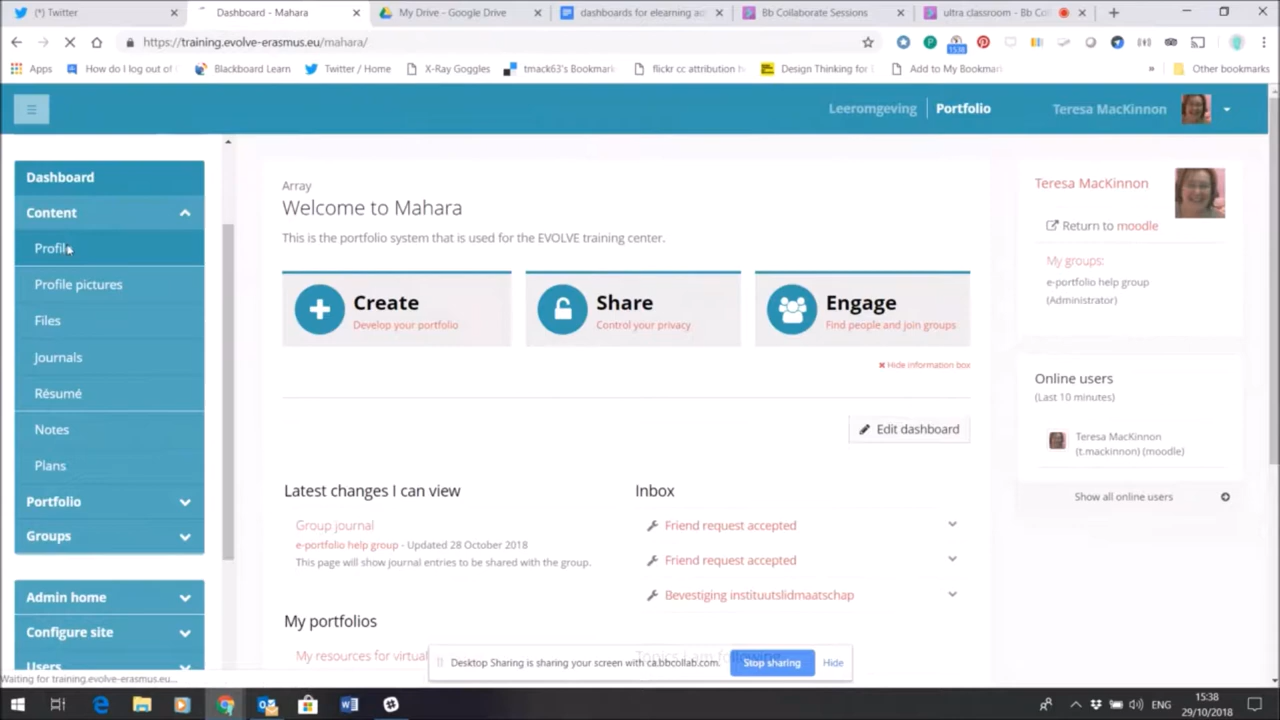 (*) Twitter
Dashboard - Mahara
My Drive - Google Drive
dashboards for elearning ad
Bb Collaborate Sessions
ultra classroom - Bb Col
https://training.evolve-erasmus.eu/mahara/
Apps
How do I log out of
Blackboard Learn
Twitter / Home
X-Ray Goggles
tmack63's Bookmark
flickr cc attribution h
Design Thinking for
Add to My Bookmar
»
Other bookmarks
Leeromgeving
Portfolio
Teresa MacKinnon
Dashboard
Content
Profile
Profile pictures
Files
Journals
Résumé
Notes
Plans
Portfolio
Groups
Admin home
Configure site
Users
Array
Welcome to Mahara
This is the portfolio system that is used for the EVOLVE training center.
Create
Develop your portfolio
Share
Control your privacy
Engage
Find people and join groups
Hide information box
Edit dashboard
Latest changes I can view
Group journal
e-portfolio help group - Updated 28 October 2018
This page will show journal entries to be shared with the group.
My portfolios
My resources for virtual
Inbox
Friend request accepted
Friend request accepted
Bevestiging instituutslidmaatschap
Topics I am following
Teresa MacKinnon
Return to moodle
My groups:
e-portfolio help group
(Administrator)
Online users
(Last 10 minutes)
Teresa MacKinnon
(t.mackinnon) (moodle)
Show all online users
Desktop Sharing is sharing your screen with ca.bbcollab.com.
Stop sharing
Hide
Waiting for training.evolve-erasmus.eu...
ENG
15:38
29/10/2018